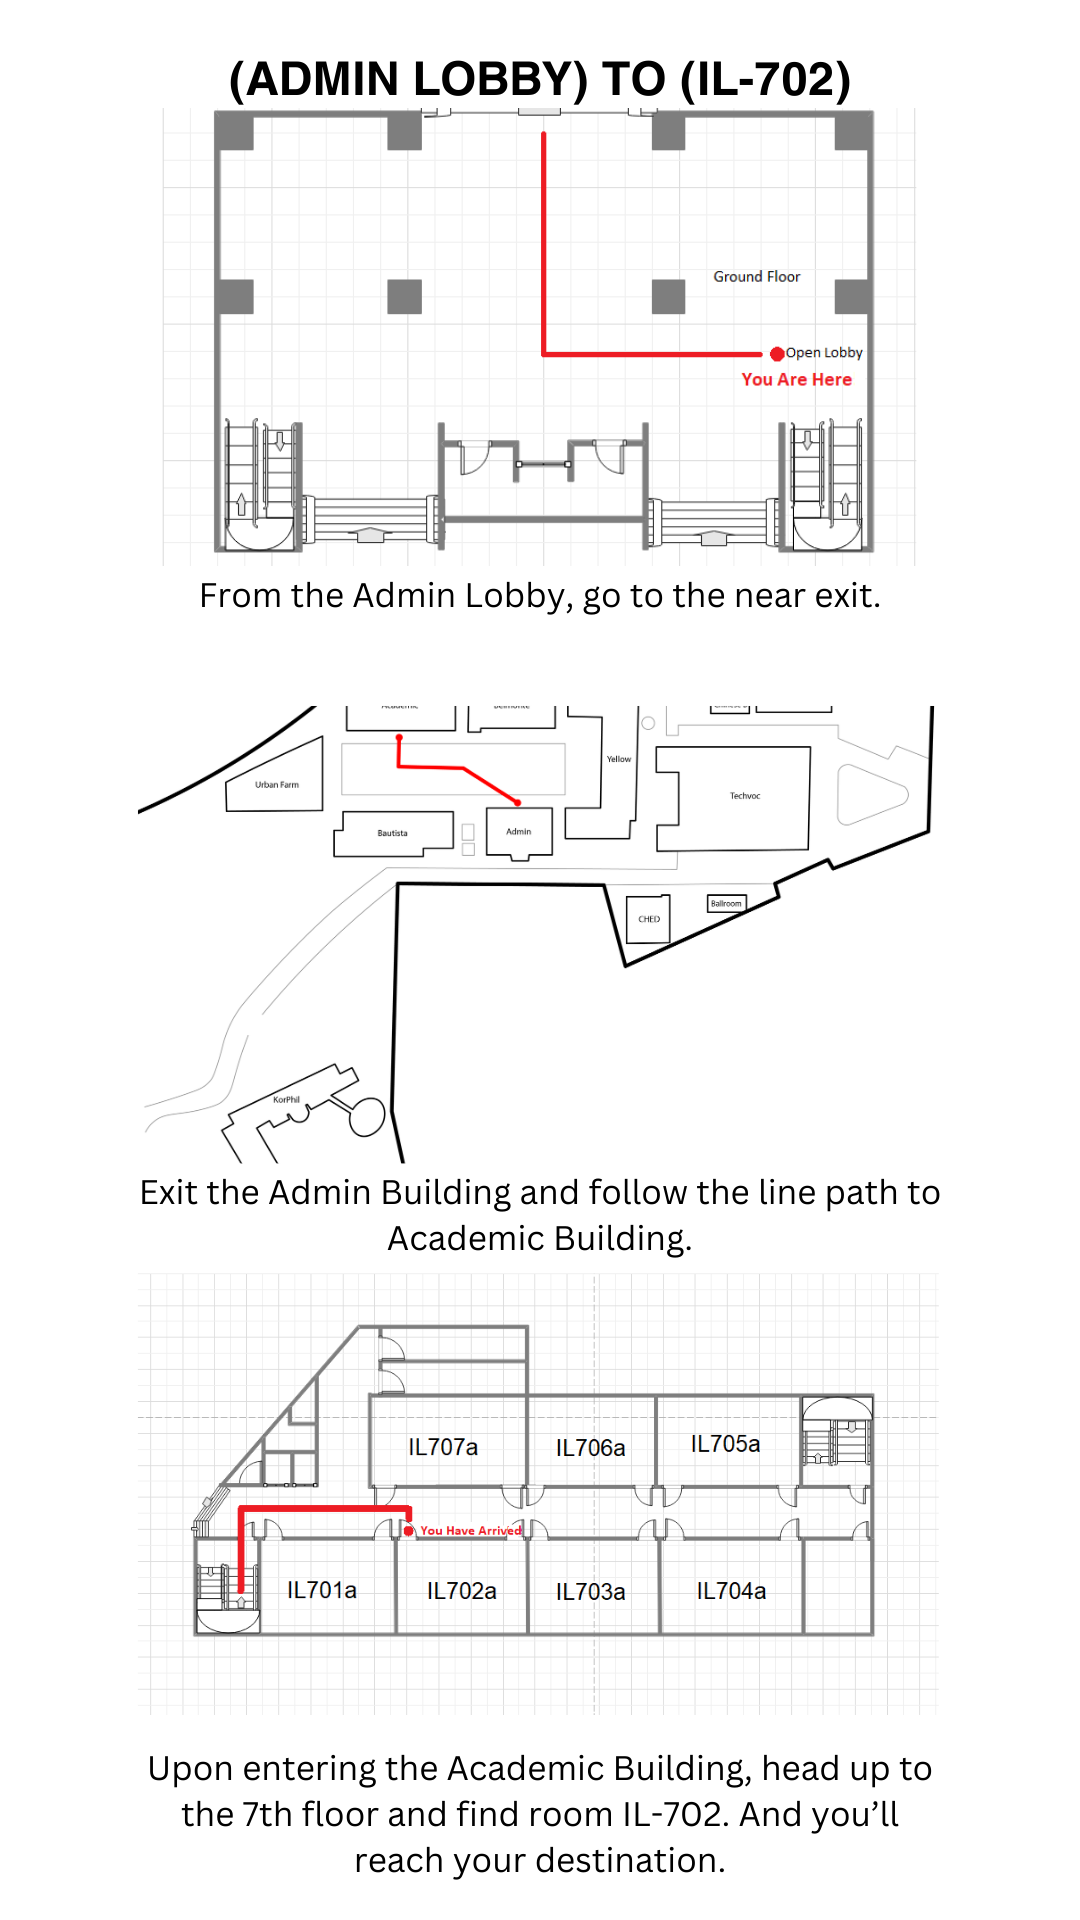 (ADMIN LOBBY) TO (IL-702)
Ground Floor
Open Lobby
You Are Here
From the Admin Lobby, go to the near exit.
Academic
Belmonte
Yellow
Urban Farm
Techvoc
Bautista
Admin
Ballroom
CHED
KorPhil
Exit the Admin Building and follow the line path to
Academic Building.
IL707a
IL706a
IL705a
You Have Arrived
IL701a
IL702a
IL703a
IL704a
Upon entering the Academic Building, head up to
the 7th floor and find room IL-702. And you’ll
reach your destination.